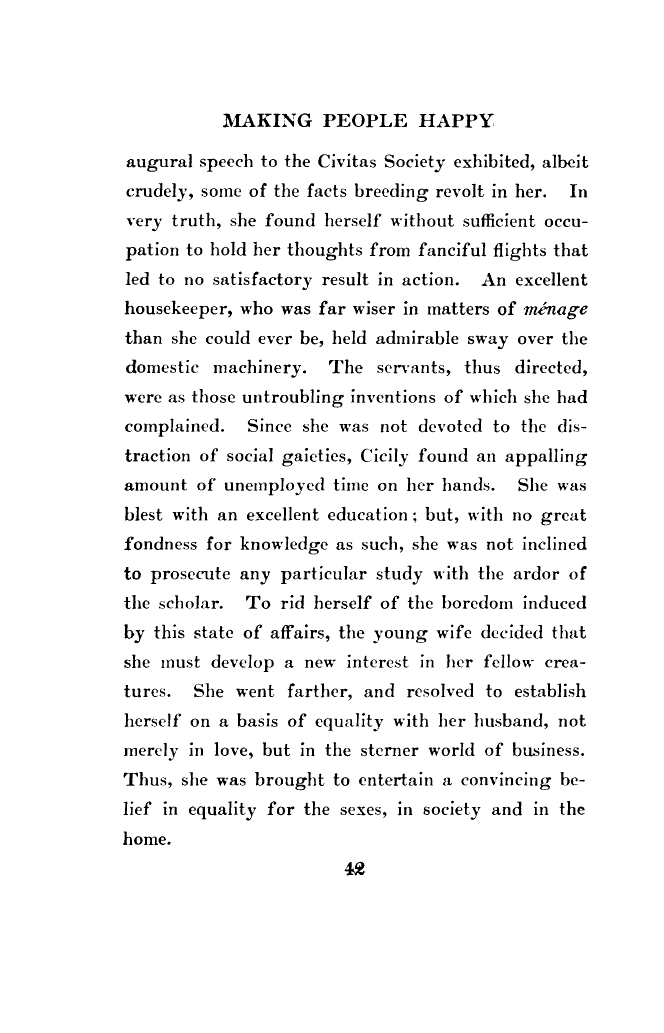 MAKING PEOPLE HAPPY
augural speech to the Civitas Society exhibited, albeit
crudely, some of the facts breeding revolt in her. In
very truth, she found herself without sufficient occu-
pation to hold her thoughts from fanciful flights that
led to no satisfactory result in action. An excellent
housekeeper, who was far wiser in matters of ménage
than she could ever be, held admirable sway over the
domestic machinery. The servants, thus directed,
were as those untroubling inventions of which she had
complained. Since she was not devoted to the dis-
traction of social gaieties, Cicily found an appalling
amount of unemployed time on her hands. She was
blest with an excellent education; but, with no great
fondness for knowledge as such, she was not inclined
to prosecute any particular study with the ardor of
the scholar. To rid herself of the boredom induced
by this state of affairs, the young wife decided that
she must develop a new interest in her fellow crea-
tures. She went farther, and resolved to establish
herself on a basis of equality with her husband, not
merely in love, but in the sterner world of business.
Thus, she was brought to entertain a convincing be-
lief in equality for the sexes, in society and in the
home.
42